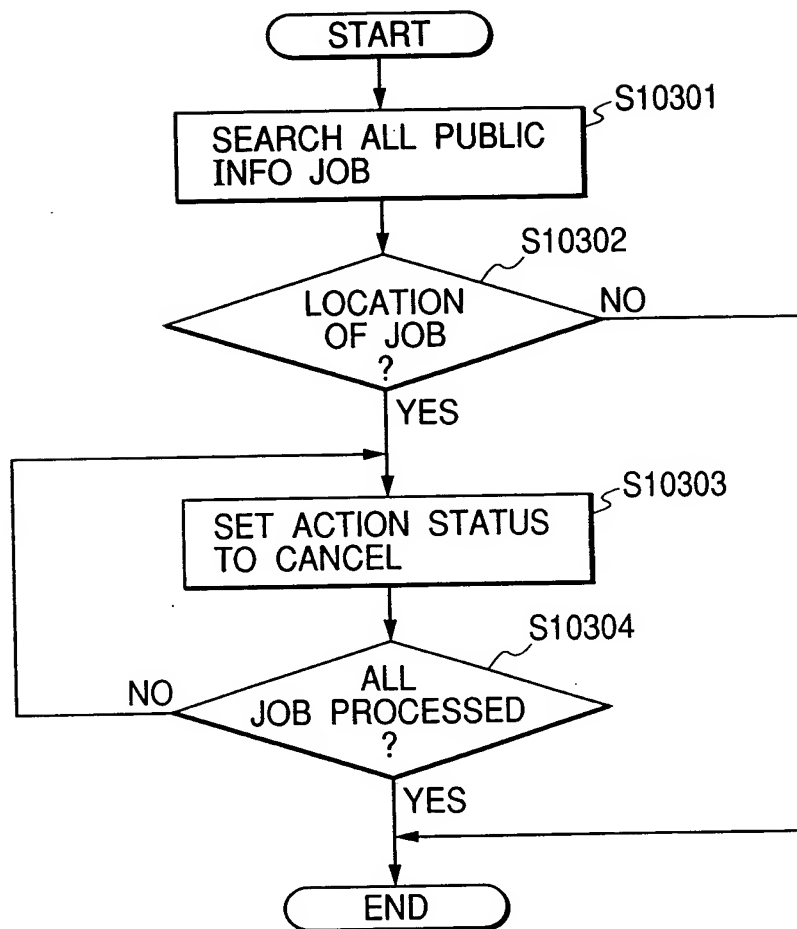 START
S10301
SEARCH ALL PUBLIC
INFO JOB
S10302
LOCATION
OF JOB
?
NO
YES
S10303
SET ACTION STATUS
TO CANCEL
S10304
ALL
JOB PROCESSED
?
NO
YES
END